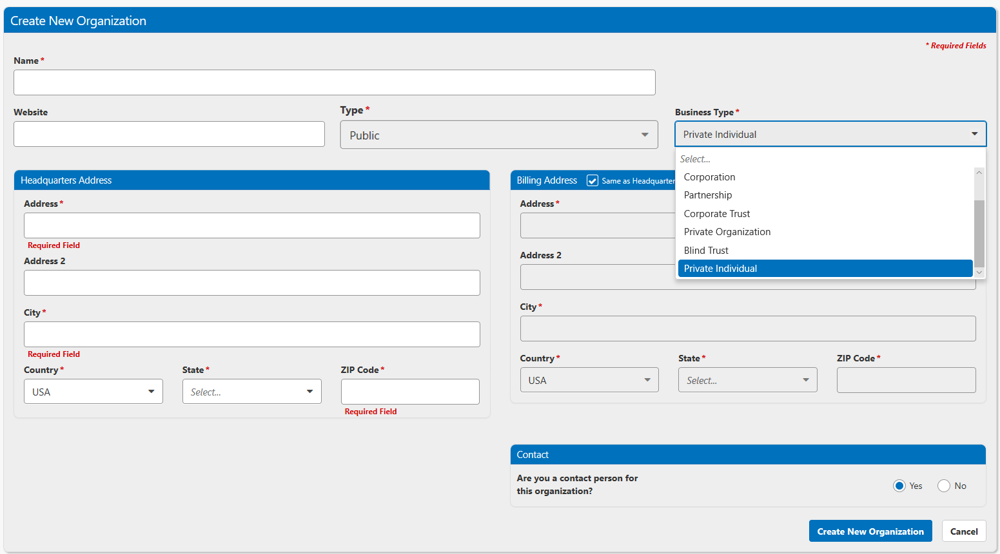 Create New Organization
* Required Fields
Name *
Website
Type *
Business Type *
Public
Private Individual
Select...
Corporation
Partnership
Corporate Trust
Private Organization
Blind Trust
Private Individual
Headquarters Address
Address *
Required Field
Address 2
City *
Required Field
Country *
State *
ZIP Code *
USA
Select...
Required Field
Billing Address
Same as Headquarter
Address *
Address 2
City *
Country *
State *
ZIP Code *
USA
Select...
Contact
Are you a contact person for
this organization?
Yes
No
Create New Organization
Cancel